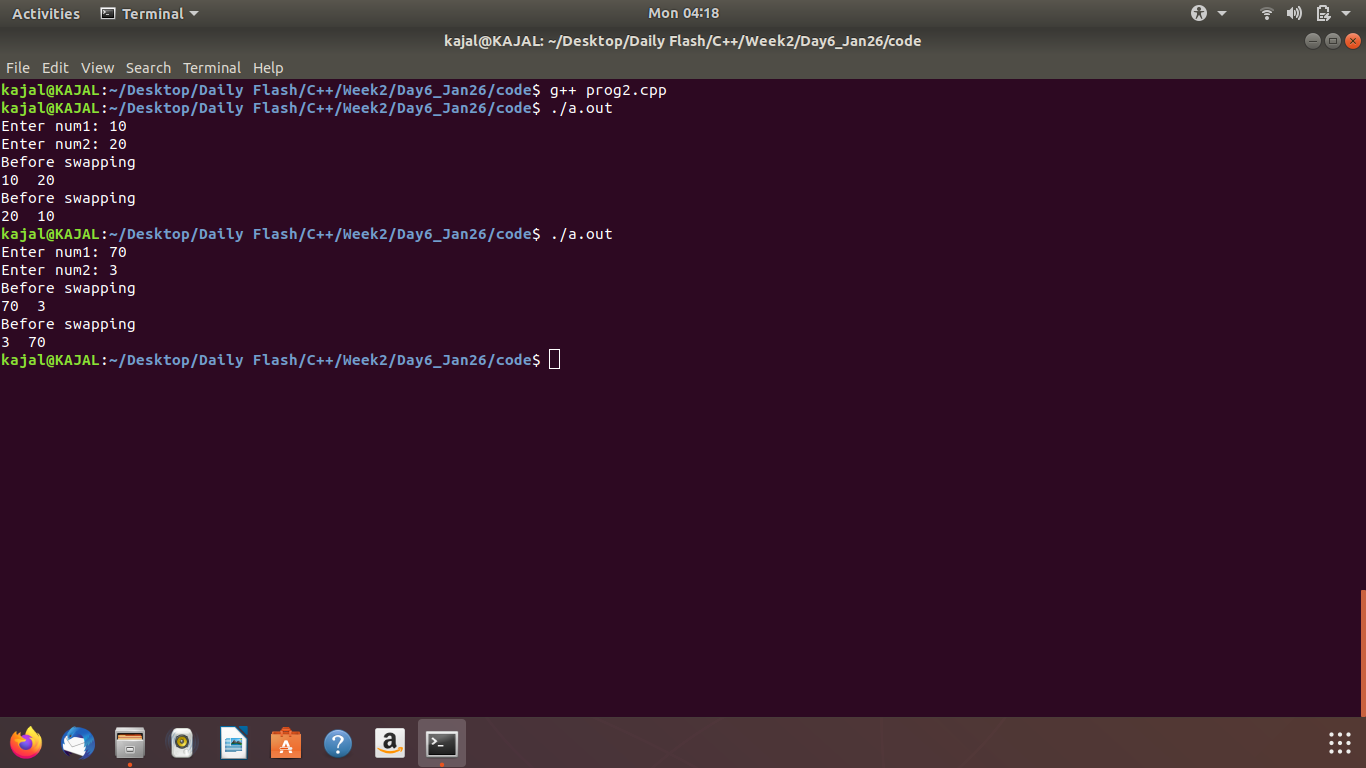 Activities Terminal Mon 04:18
kajal@KAJAL: ~/Desktop/Daily Flash/C++/Week2/Day6_Jan26/code
File Edit View Search Terminal Help
kajal@KAJAL:~/Desktop/Daily Flash/C++/Week2/Day6_Jan26/code$ g++ prog2.cpp
kajal@KAJAL:~/Desktop/Daily Flash/C++/Week2/Day6_Jan26/code$ ./a.out
Enter num1: 10
Enter num2: 20
Before swapping
10  20
Before swapping
20  10
kajal@KAJAL:~/Desktop/Daily Flash/C++/Week2/Day6_Jan26/code$ ./a.out
Enter num1: 70
Enter num2: 3
Before swapping
70  3
Before swapping
3  70
kajal@KAJAL:~/Desktop/Daily Flash/C++/Week2/Day6_Jan26/code$